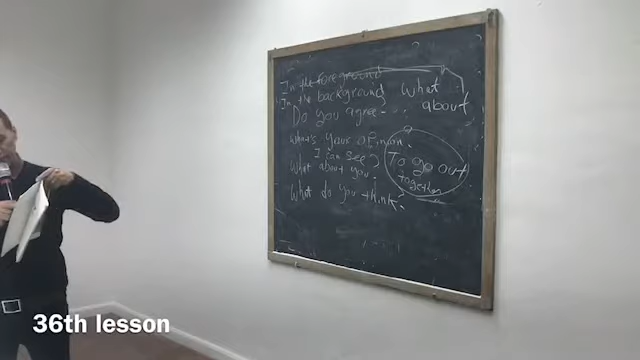 In the foreground
In the background
what about
Do you agree...
What's your opinion.
I can see
What about you.
What do you think?
To go out
together
36th lesson